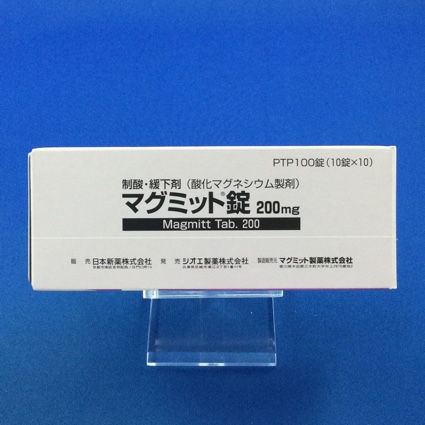 PTP100錠(10錠×10)
制酸・緩下剤(酸化マグネシウム製剤)
マグミット®錠 200mg
Magmitt Tab. 200
販 売 日本新薬株式会社 発 売 シオエ製薬株式会社 製造販売元 マグミット製薬株式会社